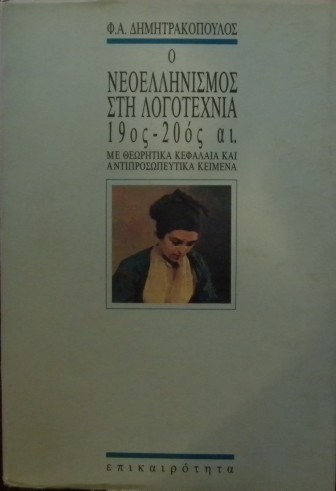 Φ.Α. ΔΗΜΗΤΡΑΚΟΠΟΥΛΟΣ
Ο
ΝΕΟΕΛΛΗΝΙΣΜΟΣ
ΣΤΗ ΛΟΓΟΤΕΧΝΙΑ
19ος-20ός αι.
ΜΕ ΘΕΩΡΗΤΙΚΑ ΚΕΦΑΛΑΙΑ ΚΑΙ
ΑΝΤΙΠΡΟΣΩΠΕΥΤΙΚΑ ΚΕΙΜΕΝΑ
επικαιρότητα